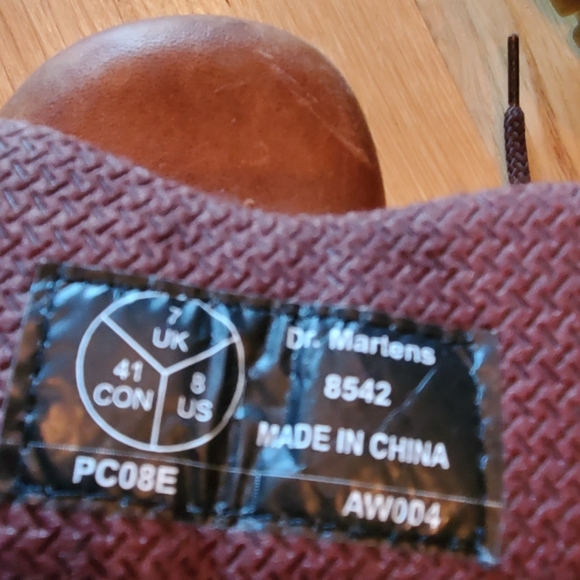 7
UK
41
CON
8
US
PC08E
Dr. Martens
8542
MADE IN CHINA
AW004